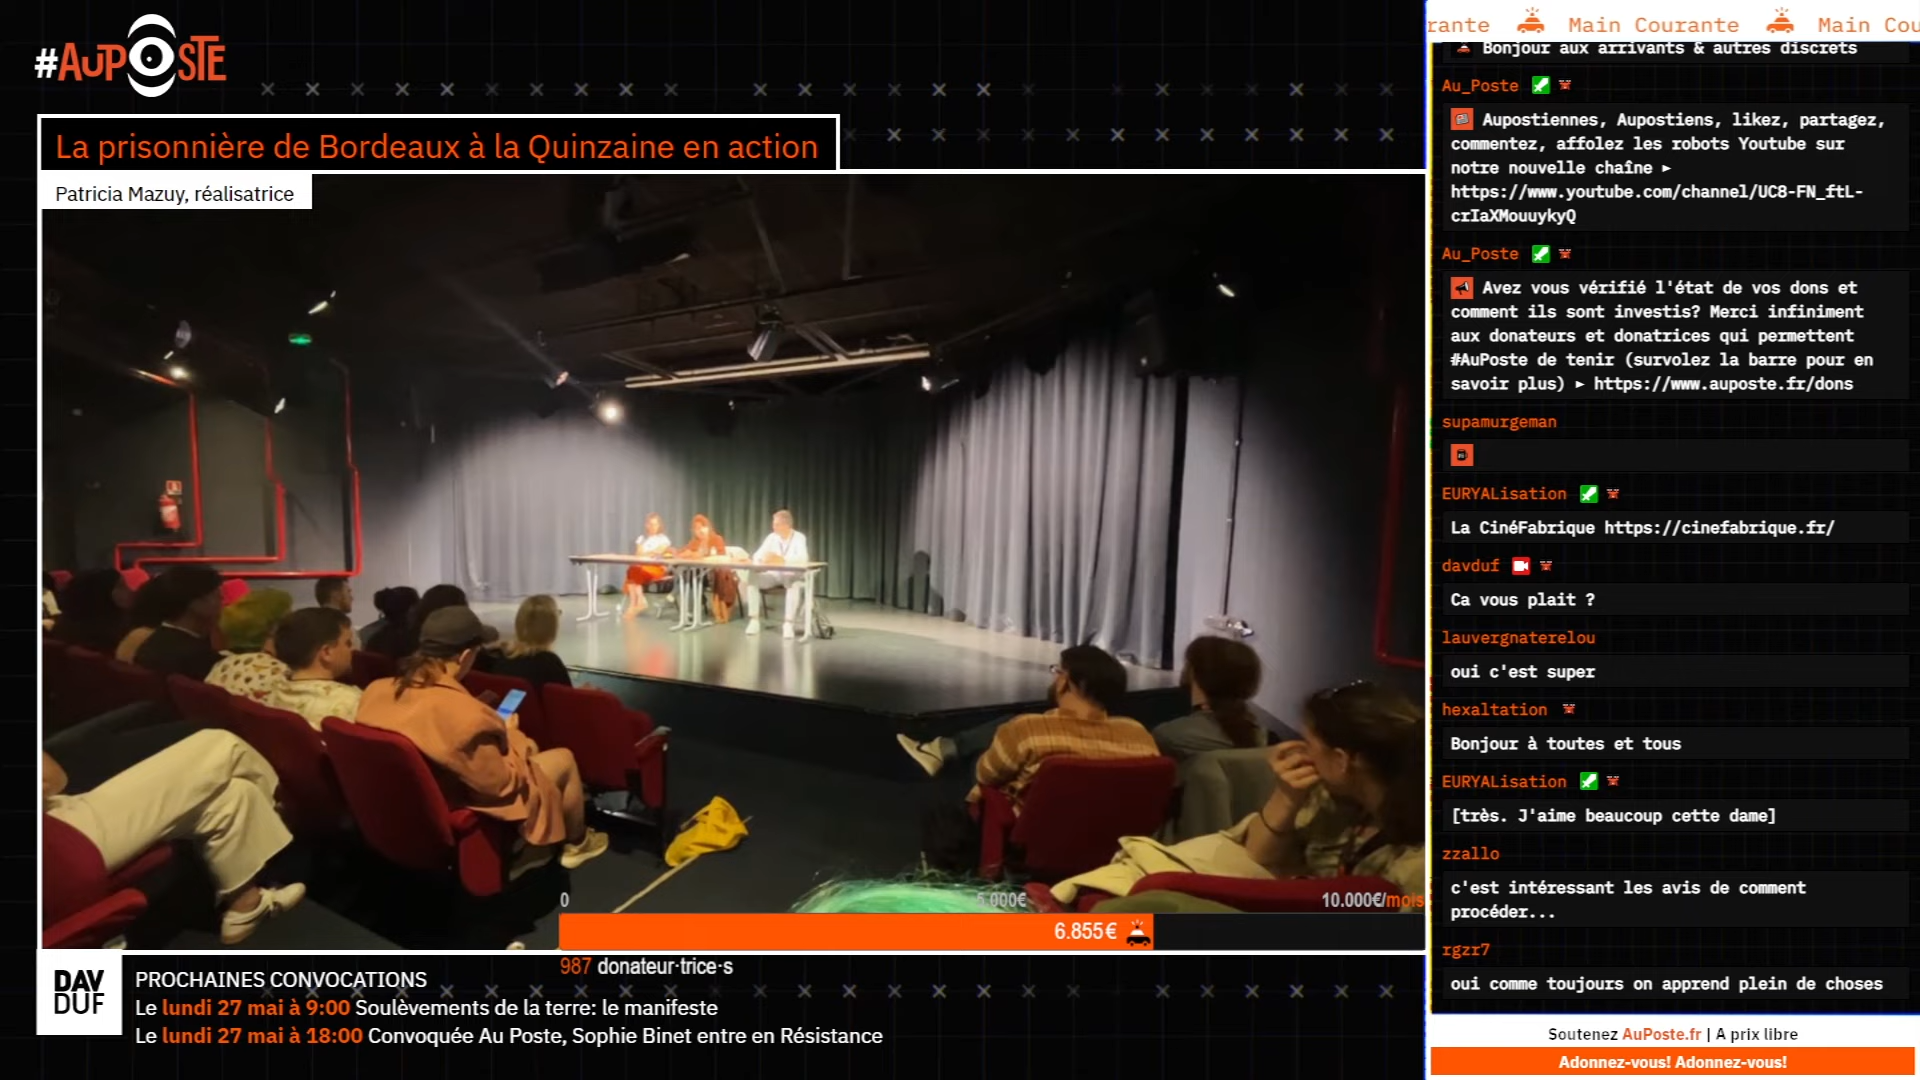 #AUPOSTE
La prisonnière de Bordeaux à la Quinzaine en action
Patricia Mazuy, réalisatrice
0
5.000€
10.000€/mois
6.855€
987 donateur·trice·s
DAV
DUF
PROCHAINES CONVOCATIONS
Le lundi 27 mai à 9:00 Soulèvements de la terre: le manifeste
Le lundi 27 mai à 18:00 Convoquée Au Poste, Sophie Binet entre en Résistance
rante Main Courante Main Cou
Bonjour aux arrivants & autres discrets
Au_Poste
Aupostiennes, Aupostiens, likez, partagez,
commentez, affolez les robots Youtube sur
notre nouvelle chaîne ►
https://www.youtube.com/channel/UC8-FN_ftL-
crIaXMouuykyQ
Au_Poste
Avez vous vérifié l'état de vos dons et
comment ils sont investis? Merci infiniment
aux donateurs et donatrices qui permettent
#AuPoste de tenir (survolez la barre pour en
savoir plus) ► https://www.auposte.fr/dons
supamurgeman
EURYALisation
La CinéFabrique https://cinefabrique.fr/
davduf
Ca vous plait ?
lauvergnaterelou
oui c'est super
hexaltation
Bonjour à toutes et tous
EURYALisation
[très. J'aime beaucoup cette dame]
zzallo
c'est intéressant les avis de comment
procéder...
rgzr7
oui comme toujours on apprend plein de choses
Soutenez AuPoste.fr | A prix libre
Adonnez-vous! Adonnez-vous!